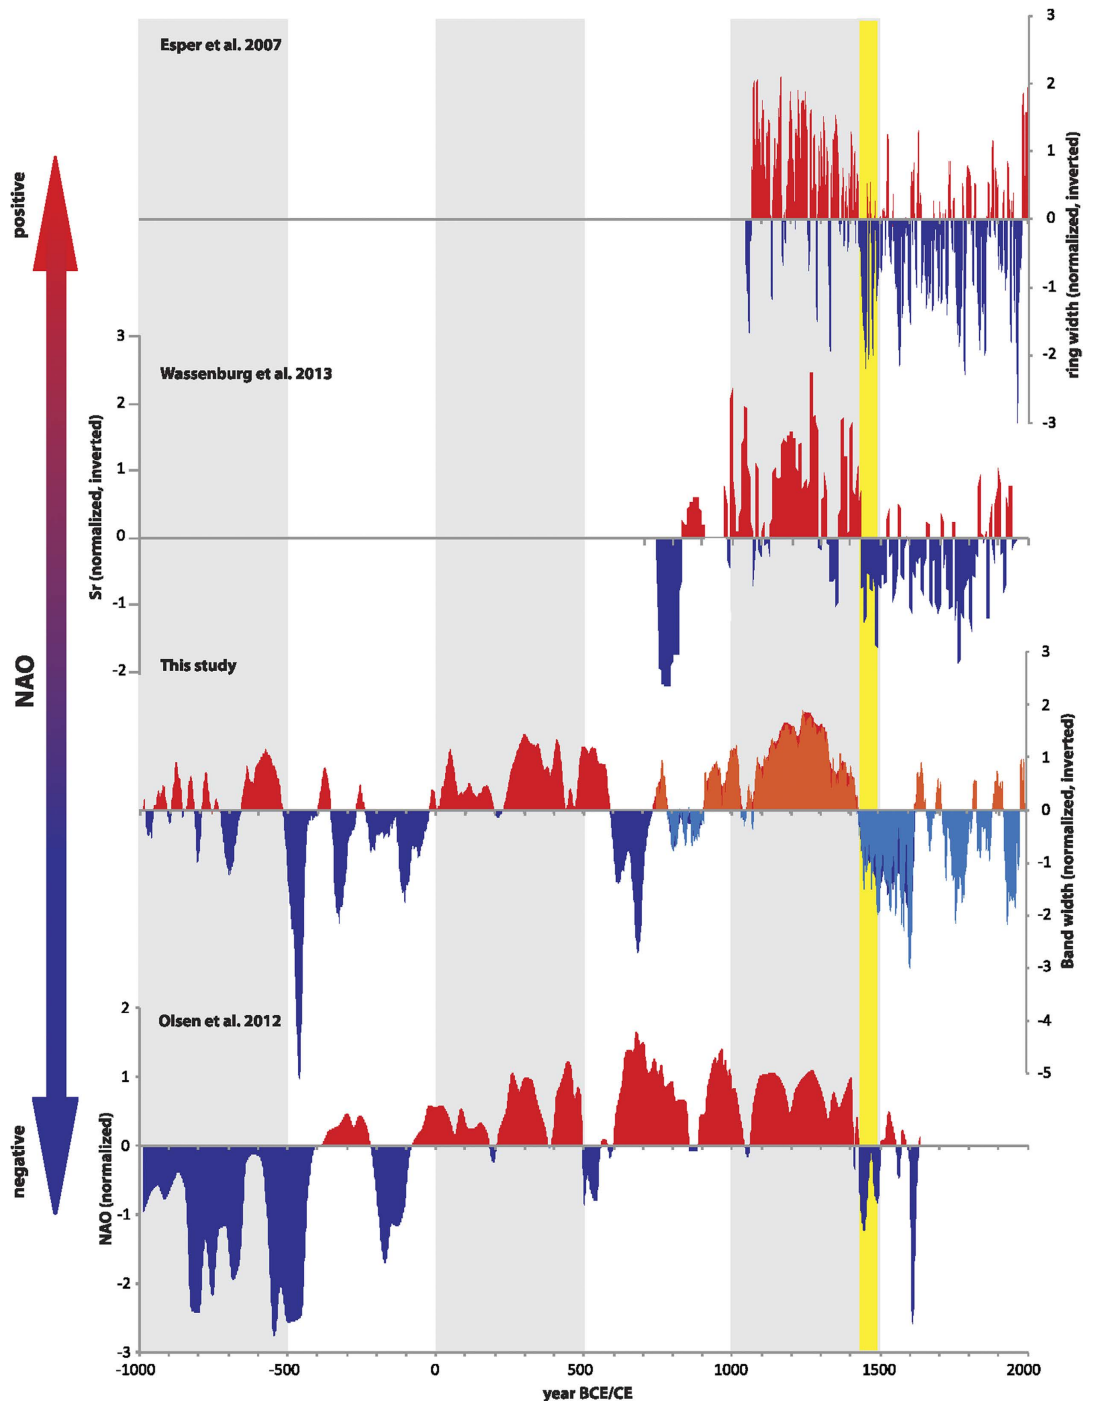 Esper et al. 2007
3
2
1
0
-1
-2
-3
ring width (normalized, inverted)
positive
NAO
negative
Wassenburg et al. 2013
3
2
1
0
-1
-2
Sr (normalized, inverted)
This study
3
2
1
0
-1
-2
-3
-4
-5
Band width (normalized, inverted)
Olsen et al. 2012
2
1
0
-1
-2
-3
NAO (normalized)
-1000 -500 0 500 1000 1500 2000
year BCE/CE